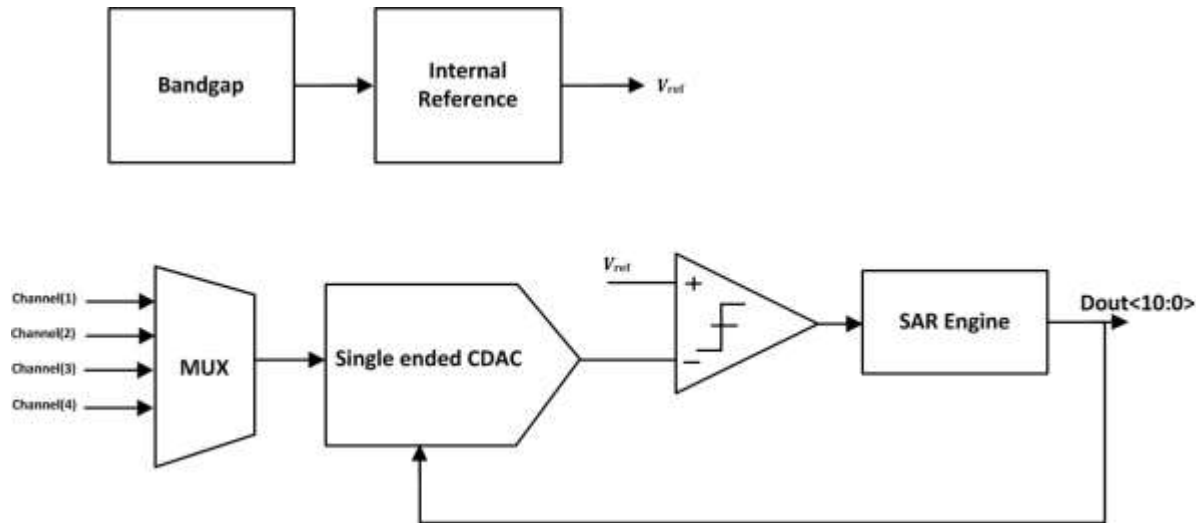 Bandgap
Internal
Reference
Vref
Channel(1)
Channel(2)
Channel(3)
Channel(4)
MUX
Single ended CDAC
Vref
+
−
SAR Engine
Dout<10:0>